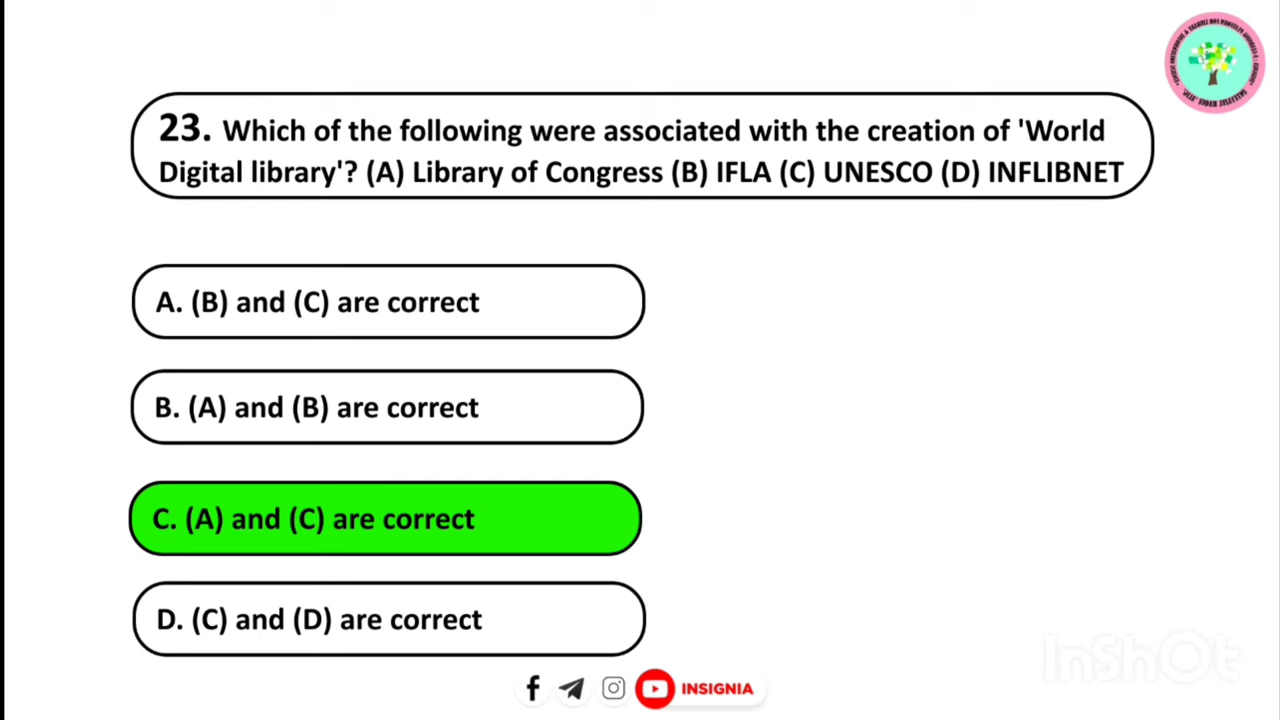 23. Which of the following were associated with the creation of 'World
Digital library'? (A) Library of Congress (B) IFLA (C) UNESCO (D) INFLIBNET
A. (B) and (C) are correct
B. (A) and (B) are correct
C. (A) and (C) are correct
D. (C) and (D) are correct
INSIGNIA
InShOt